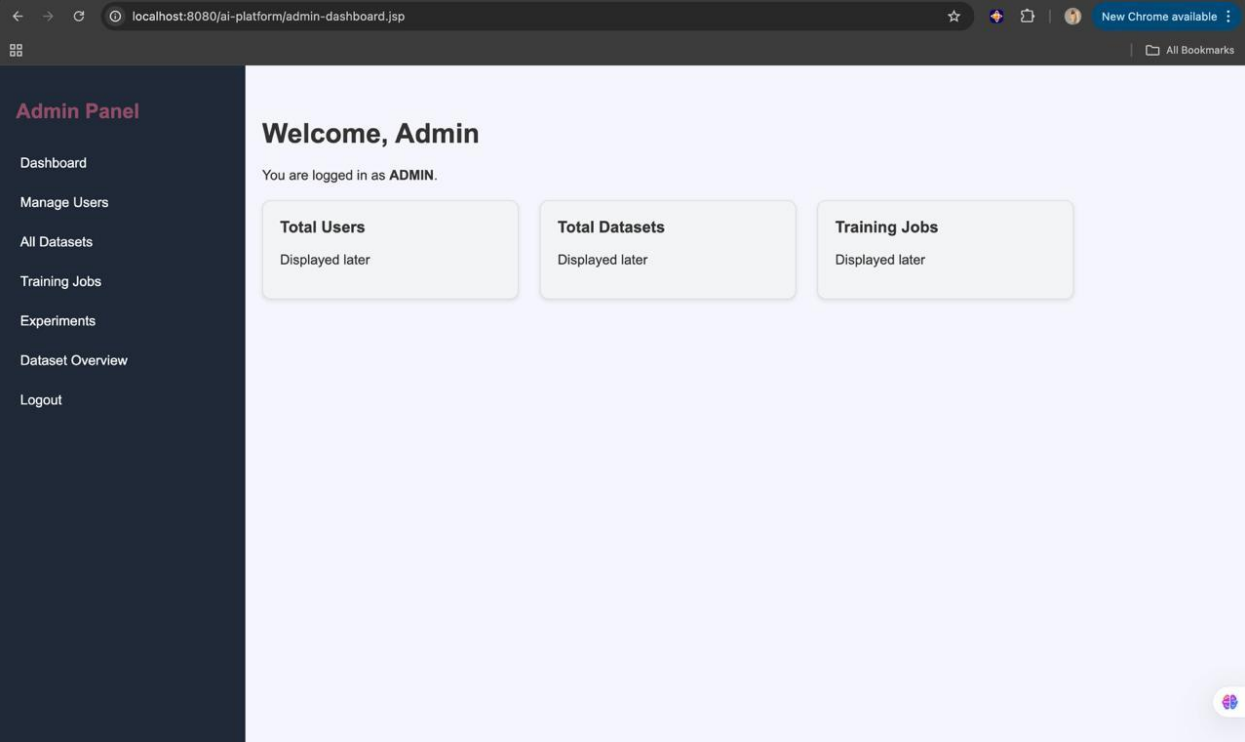 localhost:8080/ai-platform/admin-dashboard.jsp
New Chrome available
All Bookmarks
Admin Panel
Dashboard
Manage Users
All Datasets
Training Jobs
Experiments
Dataset Overview
Logout
Welcome, Admin
You are logged in as ADMIN.
Total Users
Displayed later
Total Datasets
Displayed later
Training Jobs
Displayed later